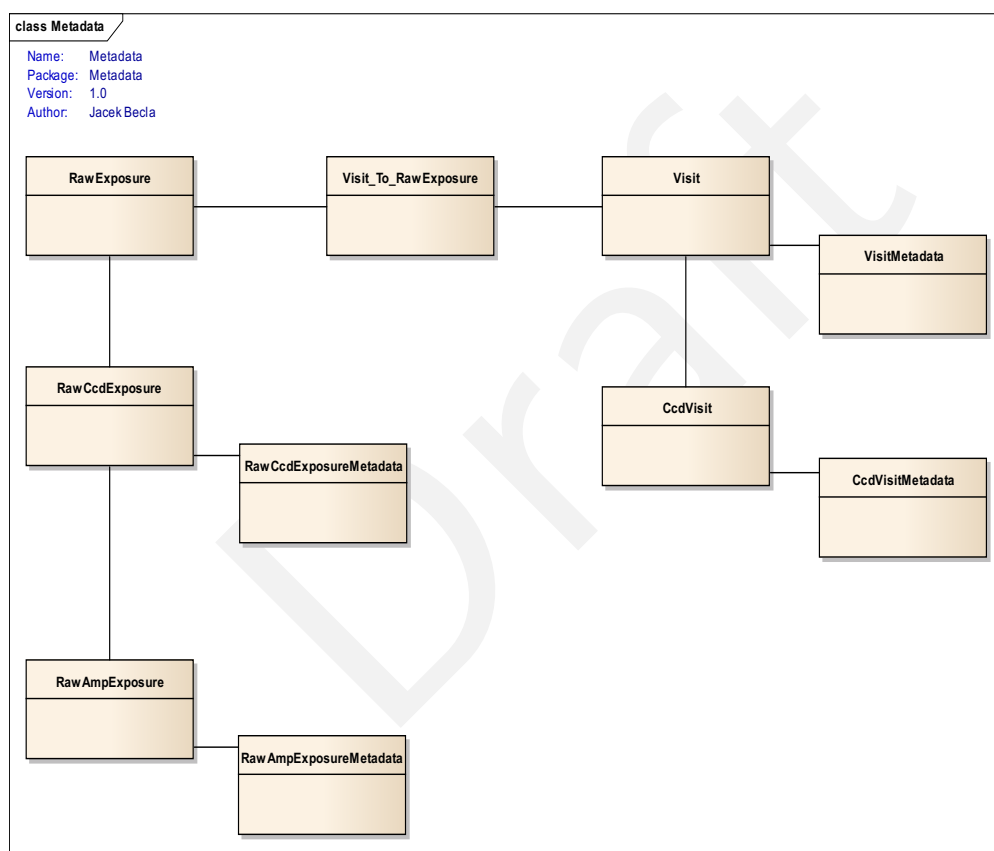 class Metadata
Name: Metadata
Package: Metadata
Version: 1.0
Author: Jacek Becla
RawExposure
Visit_To_RawExposure
Visit
VisitMetadata
RawCcdExposure
CcdVisit
RawCcdExposureMetadata
CcdVisitMetadata
RawAmpExposure
RawAmpExposureMetadata
Draft